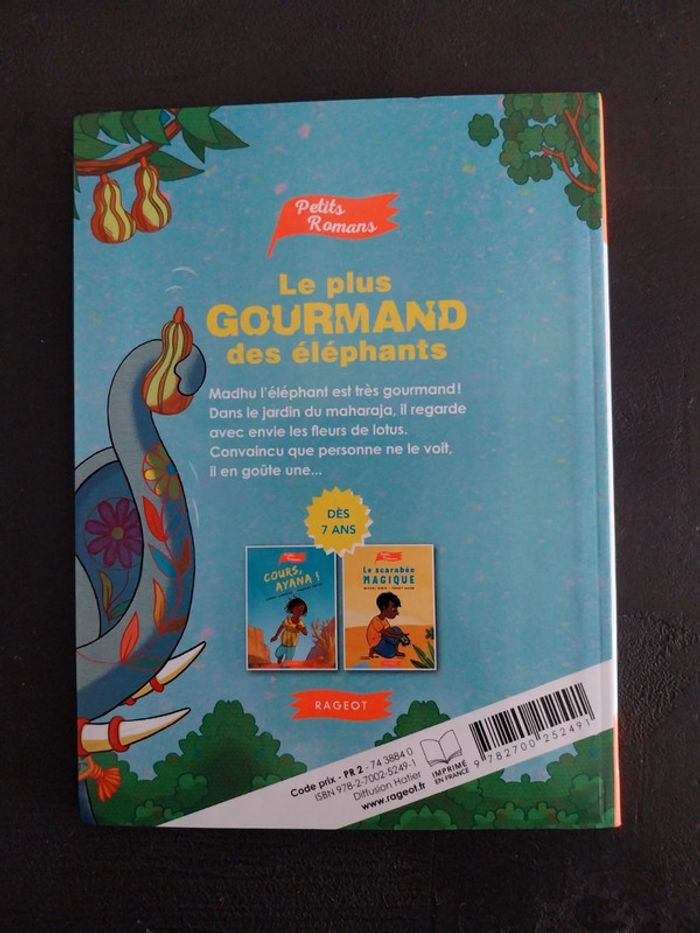 Petits
Romans
Le plus
GOURMAND
des éléphants
Madhu l'éléphant est très gourmand !
Dans le jardin du maharaja, il regarde
avec envie les fleurs de lotus.
Convaincu que personne ne le voit,
il en goûte une...
DÈS
7 ANS
COURS,
AYANA !
Le scarabée
MAGIQUE
RAGEOT
Code prix - PR 2 - 74 3884 0
ISBN 978-2-7002-5249-1
Diffusion Hatier
www.rageot.fr
IMPRIMÉ
EN FRANCE
9 782700 252491